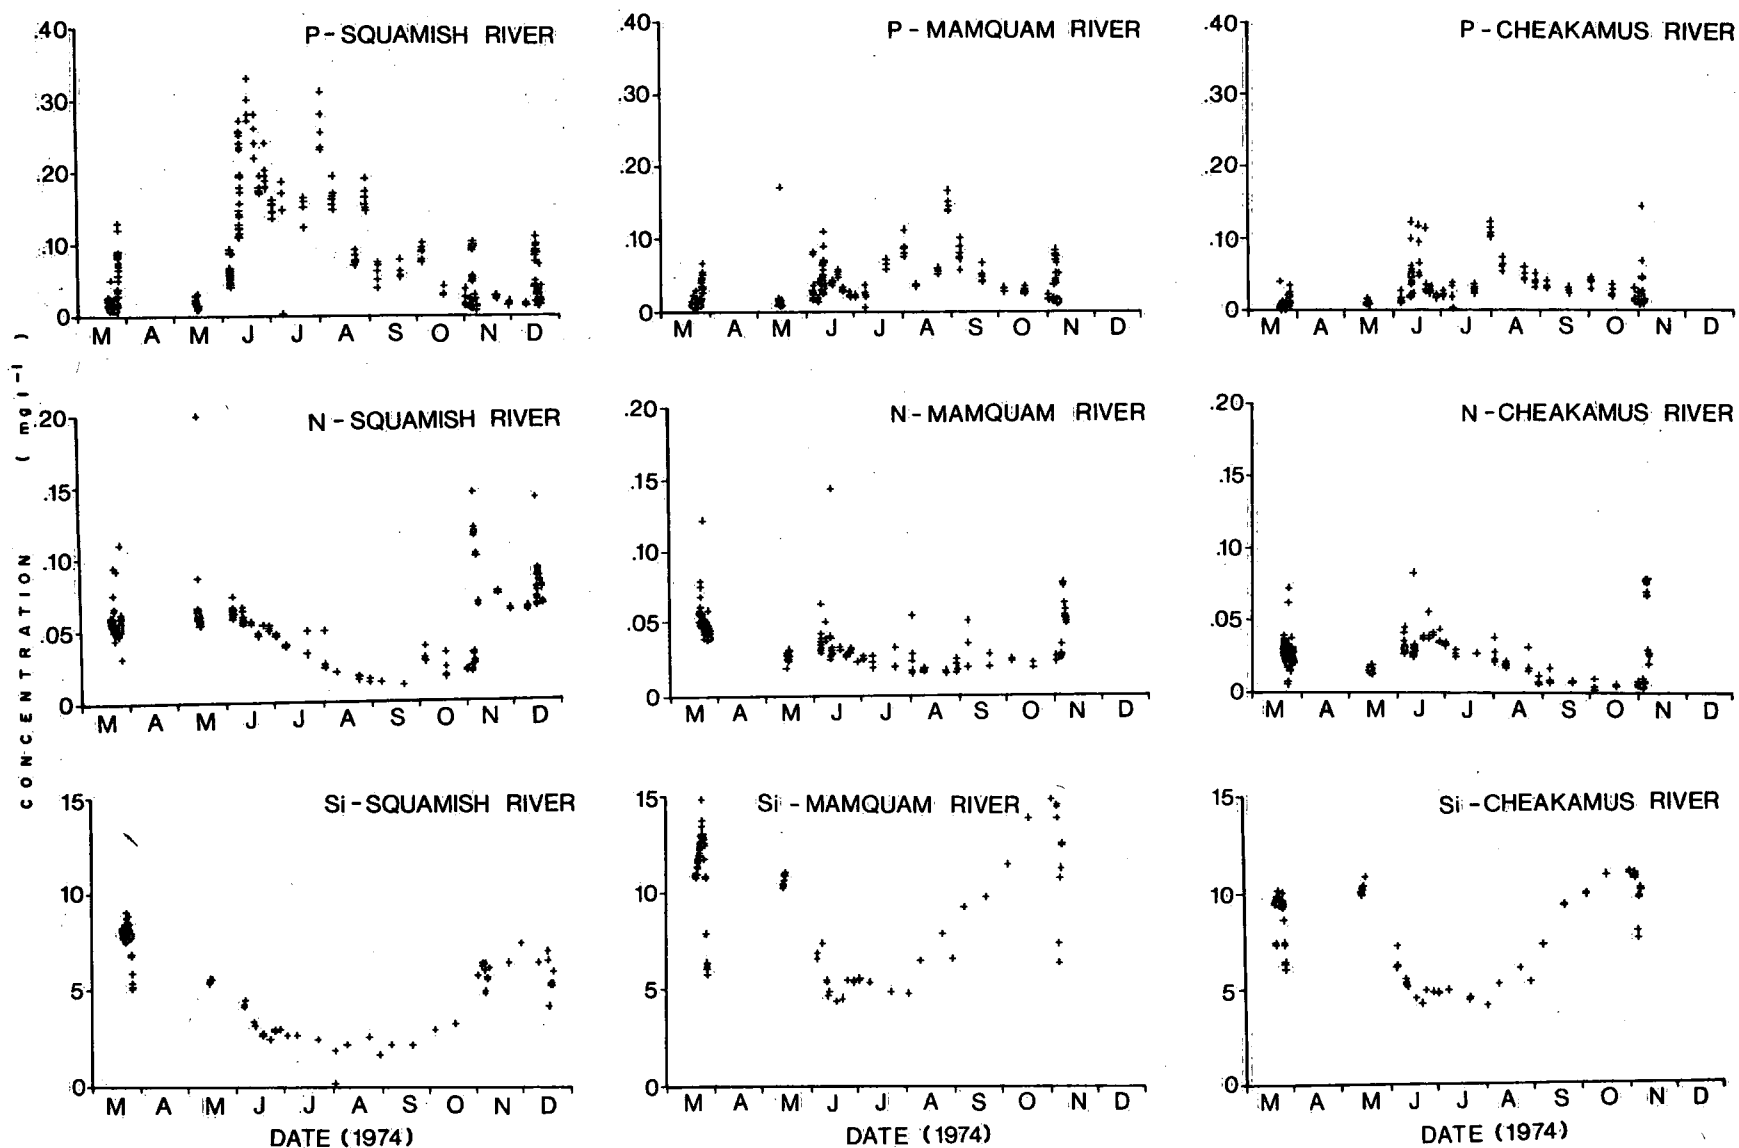 P - SQUAMISH RIVER
.40
.30
.20
.10
0
M A M J J A S O N D
P - MAMQUAM RIVER
.40
.30
.20
.10
0
M A M J J A S O N D
P - CHEAKAMUS RIVER
.40
.30
.20
.10
0
M A M J J A S O N D
CONCENTRATION ( mg l-1 )
N - SQUAMISH RIVER
.20
.15
.10
.05
0
M A M J J A S O N D
N - MAMQUAM RIVER
.20
.15
.10
.05
0
M A M J J A S O N D
N - CHEAKAMUS RIVER
.20
.15
.10
.05
0
M A M J J A S O N D
Si - SQUAMISH RIVER
15
10
5
0
M A M J J A S O N D
DATE (1974)
Si - MAMQUAM RIVER
15
10
5
0
M A M J J A S O N D
DATE (1974)
Si - CHEAKAMUS RIVER
15
10
5
0
M A M J J A S O N D
DATE (1974)